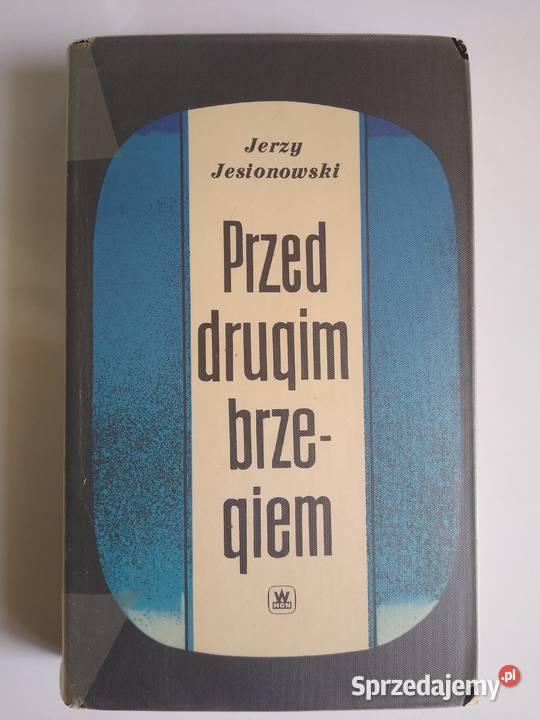 Jerzy
Jesionowski
Przed
drugim
brze-
giem
W
MON
Sprzedajemy.pl